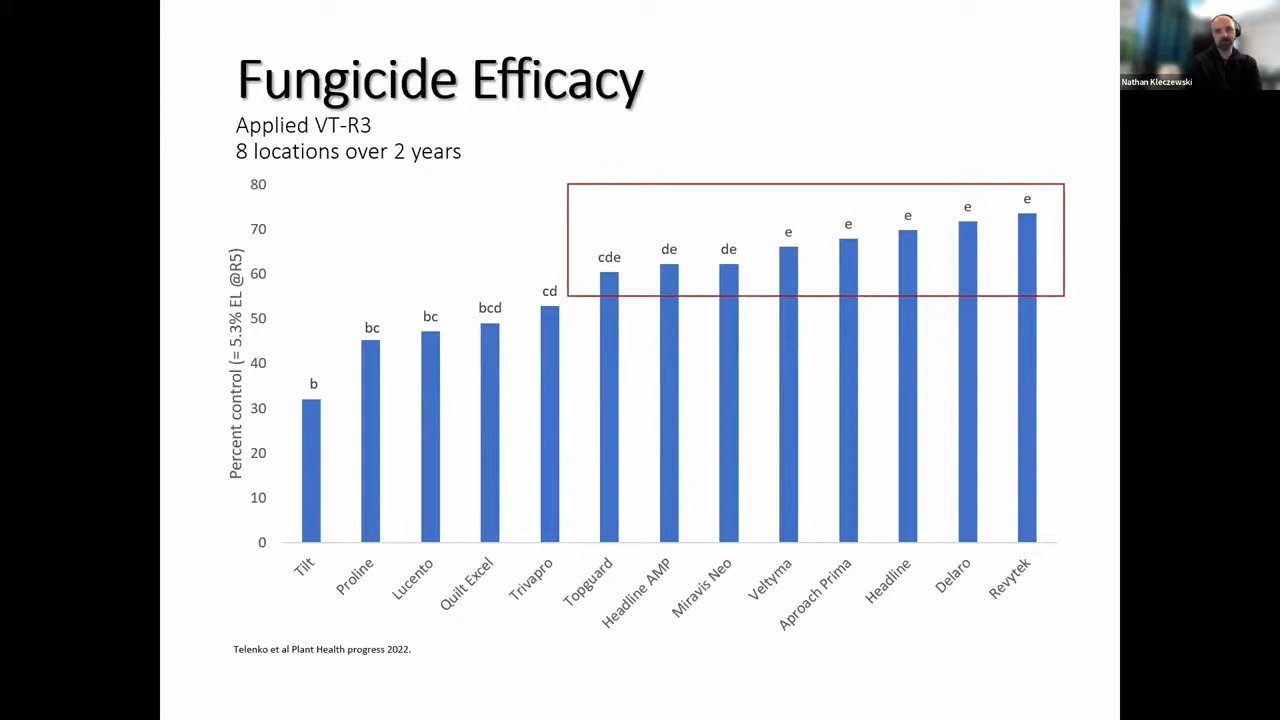 Fungicide Efficacy
Applied VT-R3
8 locations over 2 years
Nathan Kleczewski
Percent control (= 5.3% EL @R5)
80
70
60
50
40
30
20
10
0
b
bc
bc
bcd
cd
cde
de
de
e
e
e
e
e
Tilt
Proline
Lucento
Quilt Excel
Trivapro
Topguard
Headline AMP
Miravis Neo
Veltyma
Aproach Prima
Headline
Delaro
Revytek
Telenko et al Plant Health progress 2022.